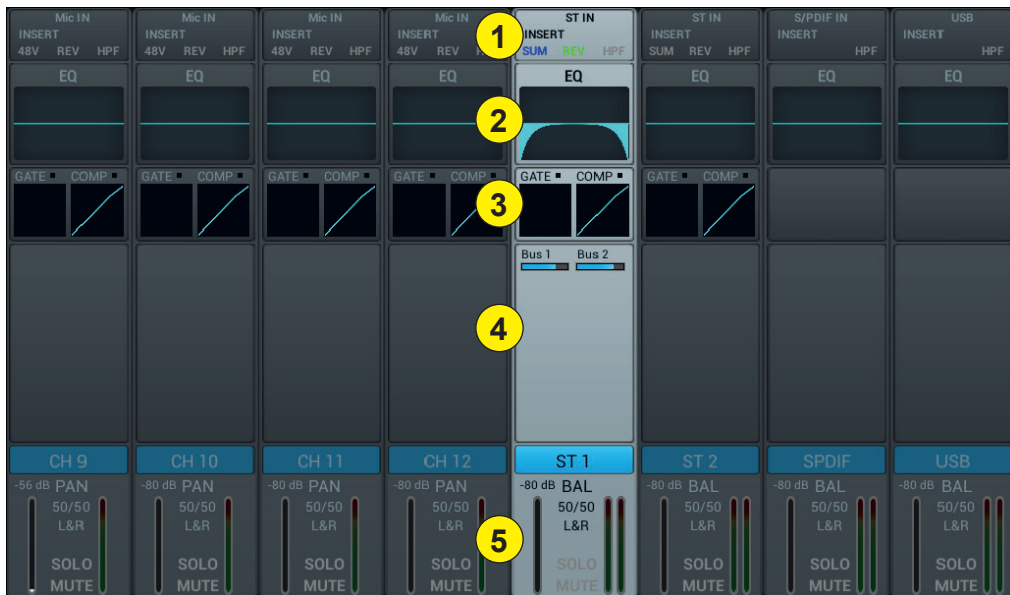 Mic IN Mic IN Mic IN Mic IN ST IN ST IN S/PDIF IN USB
INSERT INSERT INSERT INSERT INSERT INSERT INSERT INSERT
48V REV HPF 48V REV HPF 48V REV HPF 48V REV SUM REV HPF SUM REV HPF HPF HPF
1
EQ EQ EQ EQ EQ EQ EQ EQ
2
GATE COMP GATE COMP GATE COMP GATE COMP GATE COMP GATE COMP
3
Bus 1 Bus 2
4
CH 9 CH 10 CH 11 CH 12 ST 1 ST 2 SPDIF USB
-56 dB PAN -80 dB PAN -80 dB PAN -80 dB PAN -80 dB BAL -80 dB BAL -80 dB BAL -80 dB BAL
50/50 50/50 50/50 50/50 50/50 50/50 50/50 50/50
L&R L&R L&R L&R L&R L&R L&R L&R
5
SOLO SOLO SOLO SOLO SOLO SOLO SOLO SOLO
MUTE MUTE MUTE MUTE MUTE MUTE MUTE MUTE